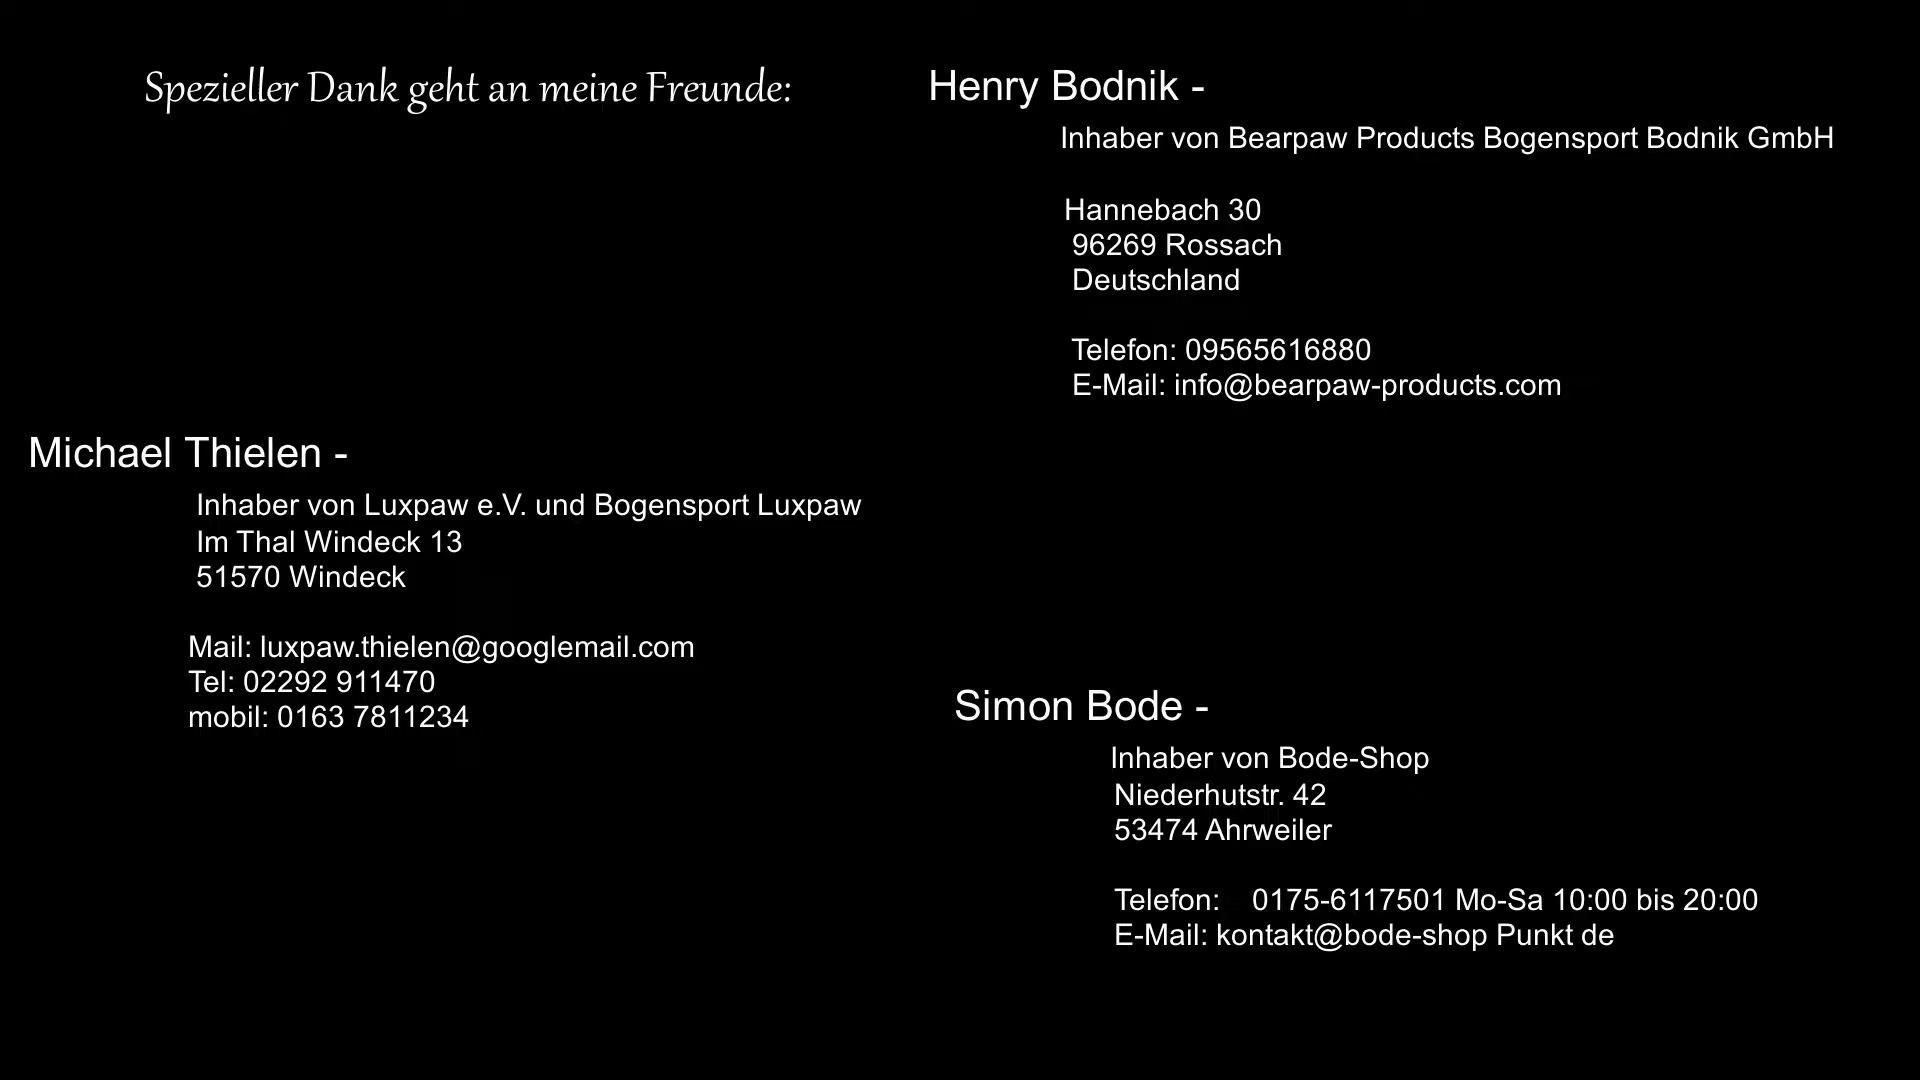 Spezieller Dank geht an meine Freunde:
Henry Bodnik -
Inhaber von Bearpaw Products Bogensport Bodnik GmbH
Hannebach 30
96269 Rossach
Deutschland
Telefon: 09565616880
E-Mail: info@bearpaw-products.com
Michael Thielen -
Inhaber von Luxpaw e.V. und Bogensport Luxpaw
Im Thal Windeck 13
51570 Windeck
Mail: luxpaw.thielen@googlemail.com
Tel: 02292 911470
mobil: 0163 7811234
Simon Bode -
Inhaber von Bode-Shop
Niederhutstr. 42
53474 Ahrweiler
Telefon: 0175-6117501 Mo-Sa 10:00 bis 20:00
E-Mail: kontakt@bode-shop Punkt de